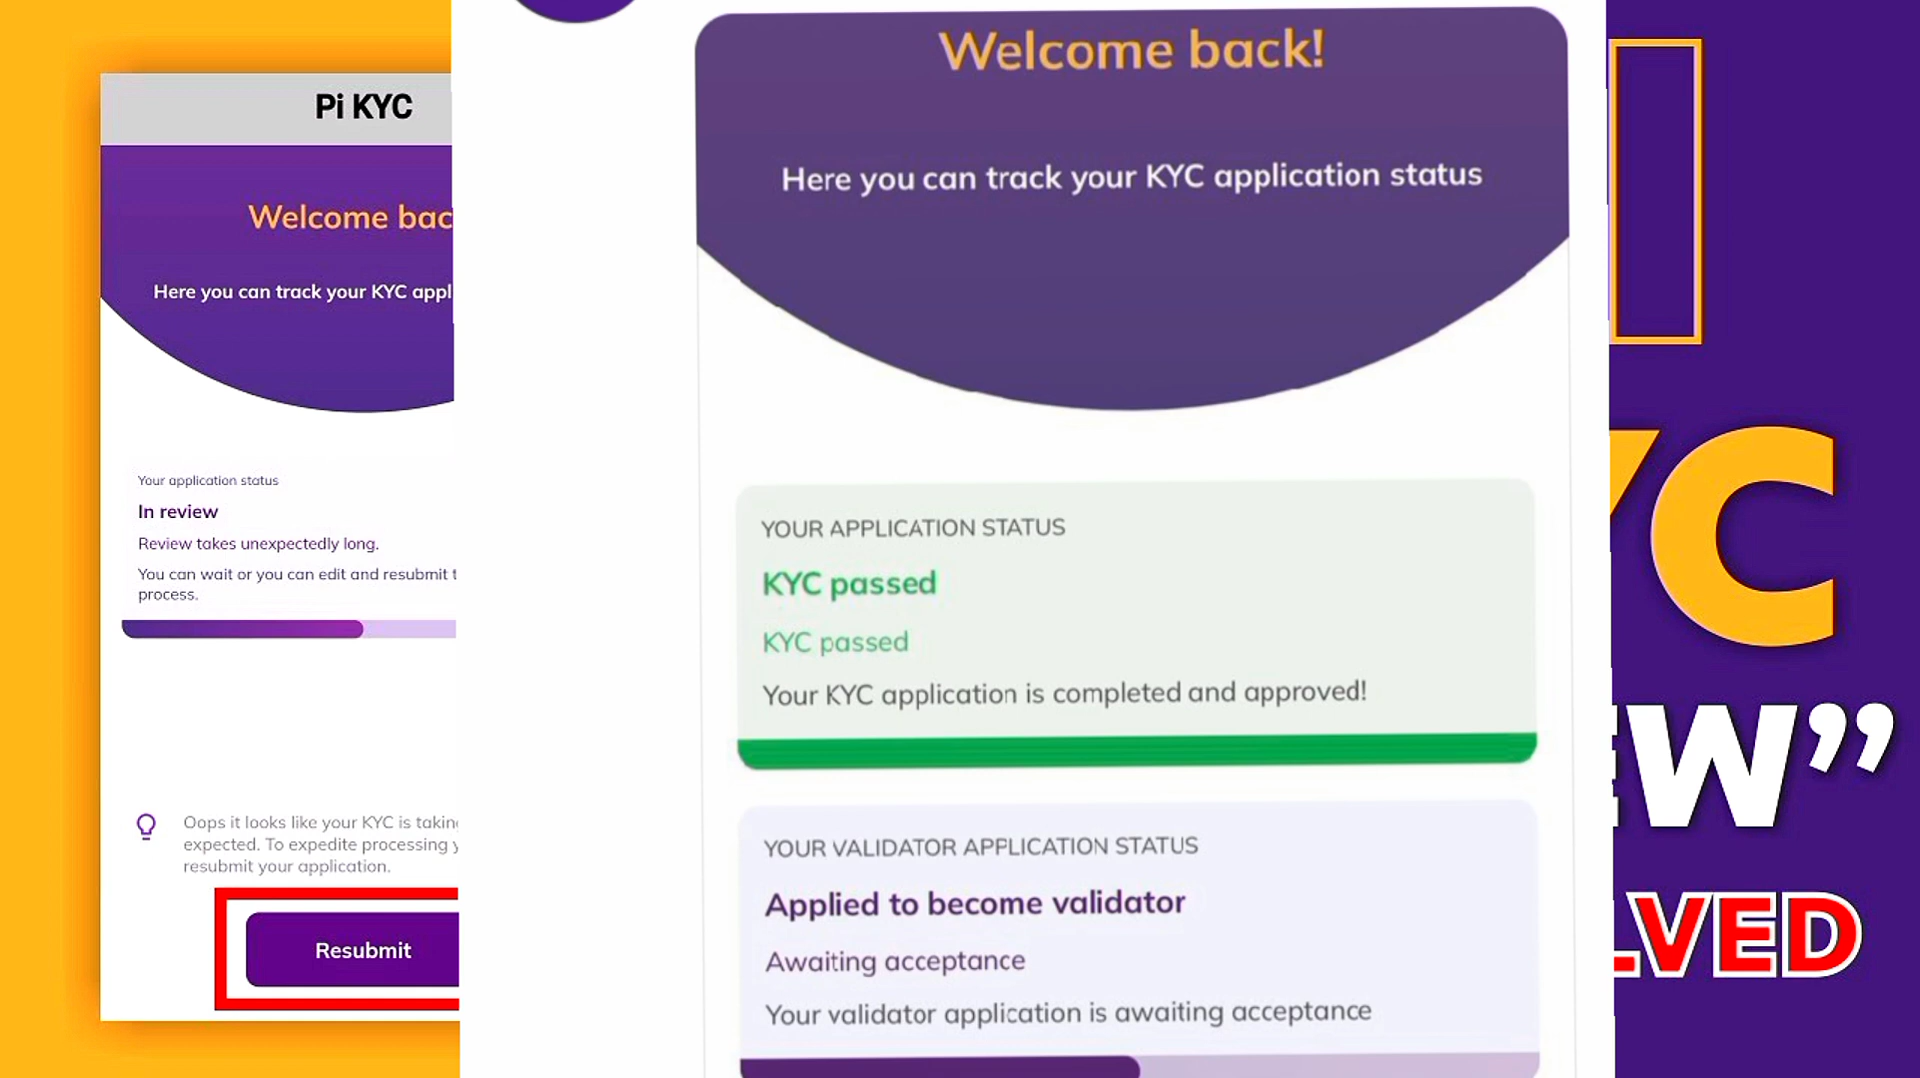 Pi KYC
Welcome bac
Here you can track your KYC appl
Your application status
In review
Review takes unexpectedly long.
You can wait or you can edit and resubmit t
process.
Oops it looks like your KYC is takin
expected. To expedite processing y
resubmit your application.
Resubmit
Welcome back!
Here you can track your KYC application status
YOUR APPLICATION STATUS
KYC passed
KYC passed
Your KYC application is completed and approved!
YOUR VALIDATOR APPLICATION STATUS
Applied to become validator
Awaiting acceptance
Your validator application is awaiting acceptance
YC
EW”
LVED